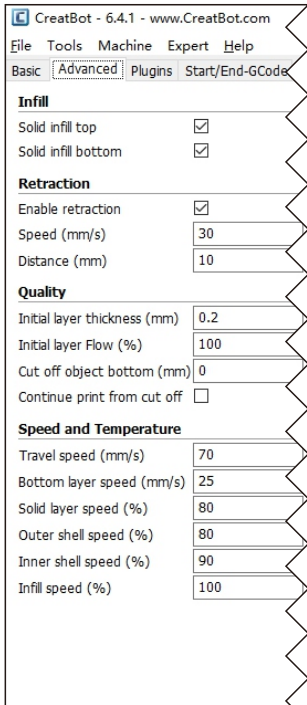 CreatBot - 6.4.1 - www.CreatBot.com
File Tools Machine Expert Help
Basic Advanced Plugins Start/End-GCode
Infill
Solid infill top
Solid infill bottom
Retraction
Enable retraction
Speed (mm/s) 30
Distance (mm) 10
Quality
Initial layer thickness (mm) 0.2
Initial layer Flow (%) 100
Cut off object bottom (mm) 0
Continue print from cut off
Speed and Temperature
Travel speed (mm/s) 70
Bottom layer speed (mm/s) 25
Solid layer speed (%) 80
Outer shell speed (%) 80
Inner shell speed (%) 90
Infill speed (%) 100